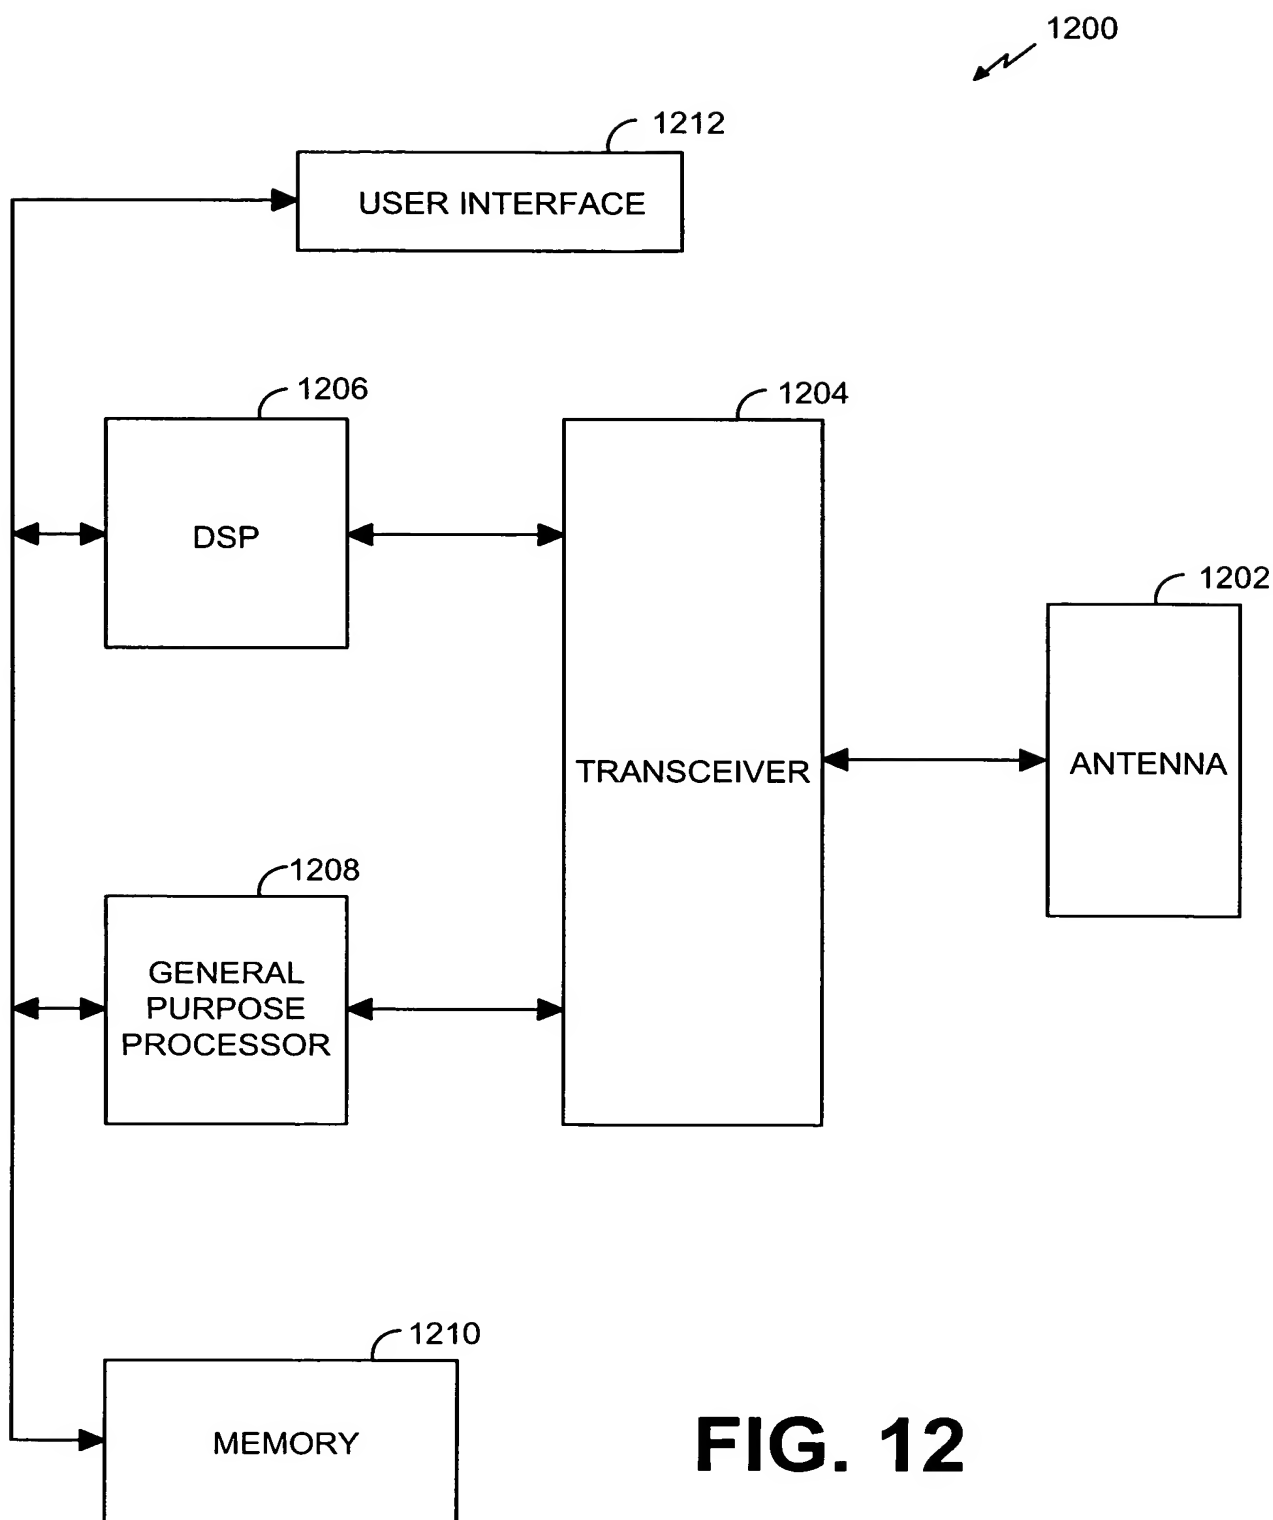 1200
1212
USER INTERFACE
1206
DSP
1204
TRANSCEIVER
1202
ANTENNA
1208
GENERAL
PURPOSE
PROCESSOR
1210
MEMORY
FIG. 12